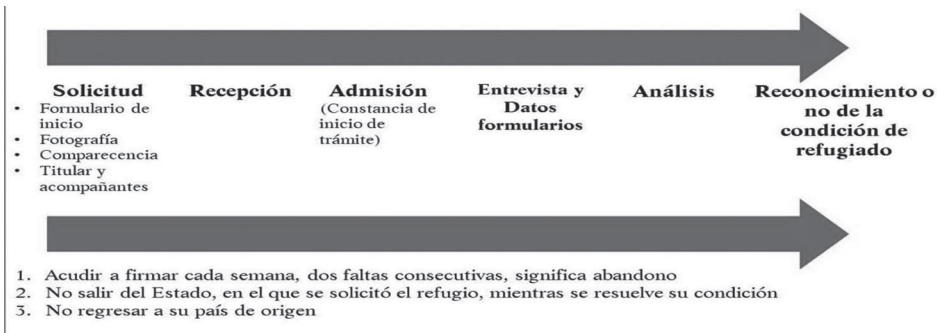 Solicitud
• Formulario de
inicio
• Fotografía
• Comparecencia
• Titular y
acompañantes
Recepción
Admisión
(Constancia de
inicio de
trámite)
Entrevista y
Datos
formularios
Análisis
Reconocimiento o
no de la
condición de
refugiado
1. Acudir a firmar cada semana, dos faltas consecutivas, significa abandono
2. No salir del Estado, en el que se solicitó el refugio, mientras se resuelve su condición
3. No regresar a su país de origen